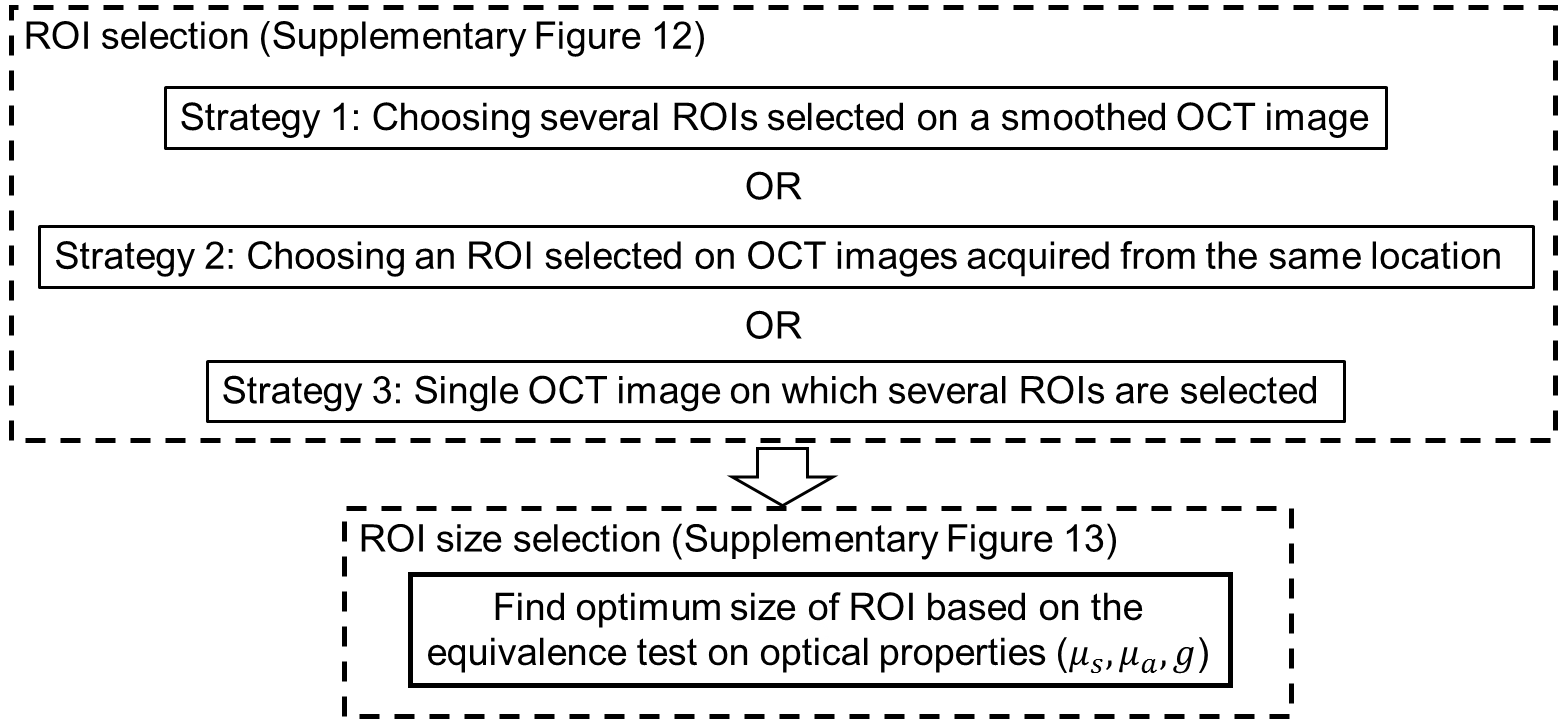 ROI selection (Supplementary Figure 12)
Strategy 1: Choosing several ROIs selected on a smoothed OCT image
OR
Strategy 2: Choosing an ROI selected on OCT images acquired from the same location
OR
Strategy 3: Single OCT image on which several ROIs are selected
ROI size selection (Supplementary Figure 13)
Find optimum size of ROI based on the
equivalence test on optical properties (μₛ, μₐ, g)